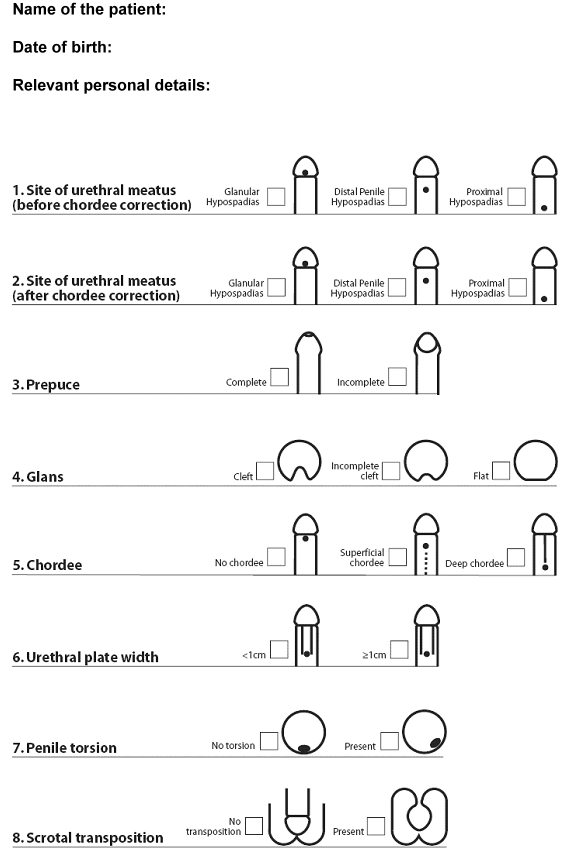 Name of the patient:
Date of birth:
Relevant personal details:
1. Site of urethral meatus
(before chordee correction)
Glanular
Hypospadias
Distal Penile
Hypospadias
Proximal
Hypospadias
2. Site of urethral meatus
(after chordee correction)
Glanular
Hypospadias
Distal Penile
Hypospadias
Proximal
Hypospadias
3. Prepuce
Complete
Incomplete
4. Glans
Cleft
Incomplete
cleft
Flat
5. Chordee
No chordee
Superficial
chordee
Deep chordee
6. Urethral plate width
<1cm
≥1cm
7. Penile torsion
No torsion
Present
8. Scrotal transposition
No
transposition
Present